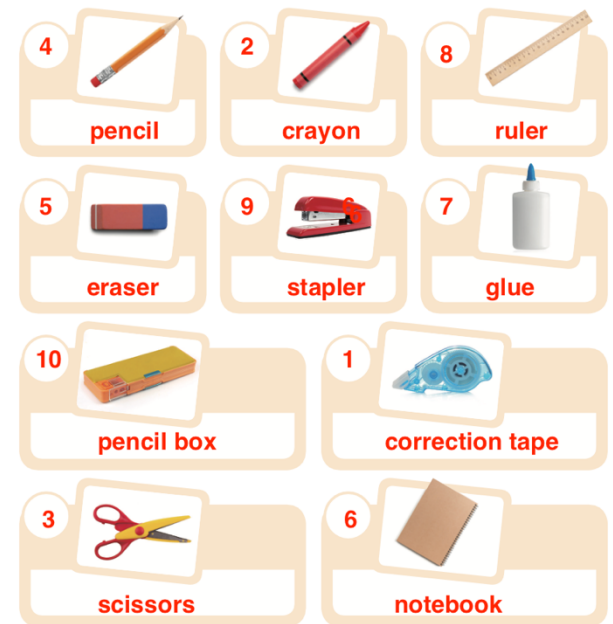 4
pencil
2
crayon
8
ruler
5
eraser
9
6
stapler
7
glue
10
pencil box
1
correction tape
3
scissors
6
notebook